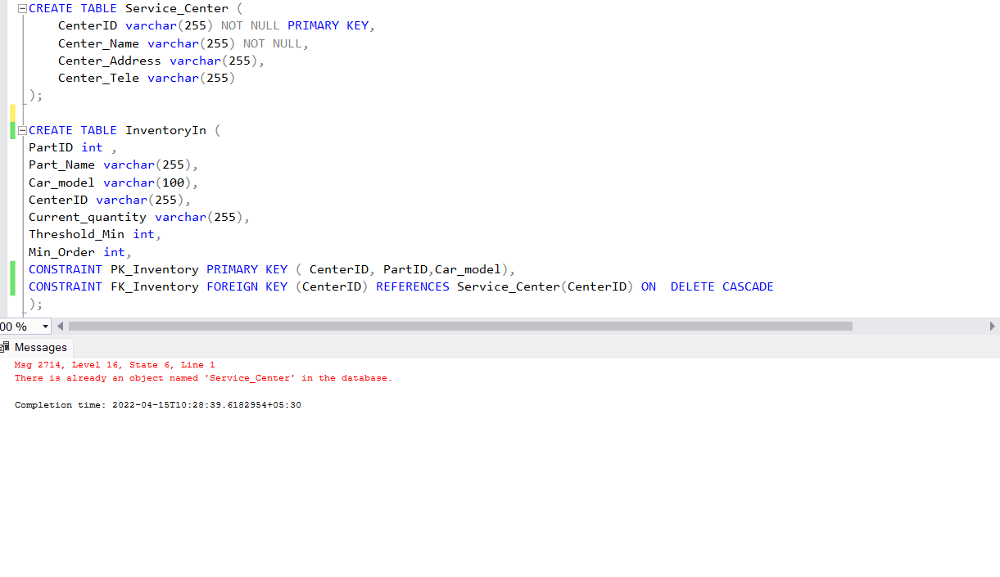 CREATE TABLE Service_Center (
CenterID varchar(255) NOT NULL PRIMARY KEY,
Center_Name varchar(255) NOT NULL,
Center_Address varchar(255),
Center_Tele varchar(255)
);
CREATE TABLE InventoryIn (
PartID int ,
Part_Name varchar(255),
Car_model varchar(100),
CenterID varchar(255),
Current_quantity varchar(255),
Threshold_Min int,
Min_Order int,
CONSTRAINT PK_Inventory PRIMARY KEY ( CenterID, PartID,Car_model),
CONSTRAINT FK_Inventory FOREIGN KEY (CenterID) REFERENCES Service_Center(CenterID) ON  DELETE CASCADE
);
00 %
Messages
Msg 2714, Level 16, State 6, Line 1
There is already an object named 'Service_Center' in the database.
Completion time: 2022-04-15T10:28:39.6182954+05:30